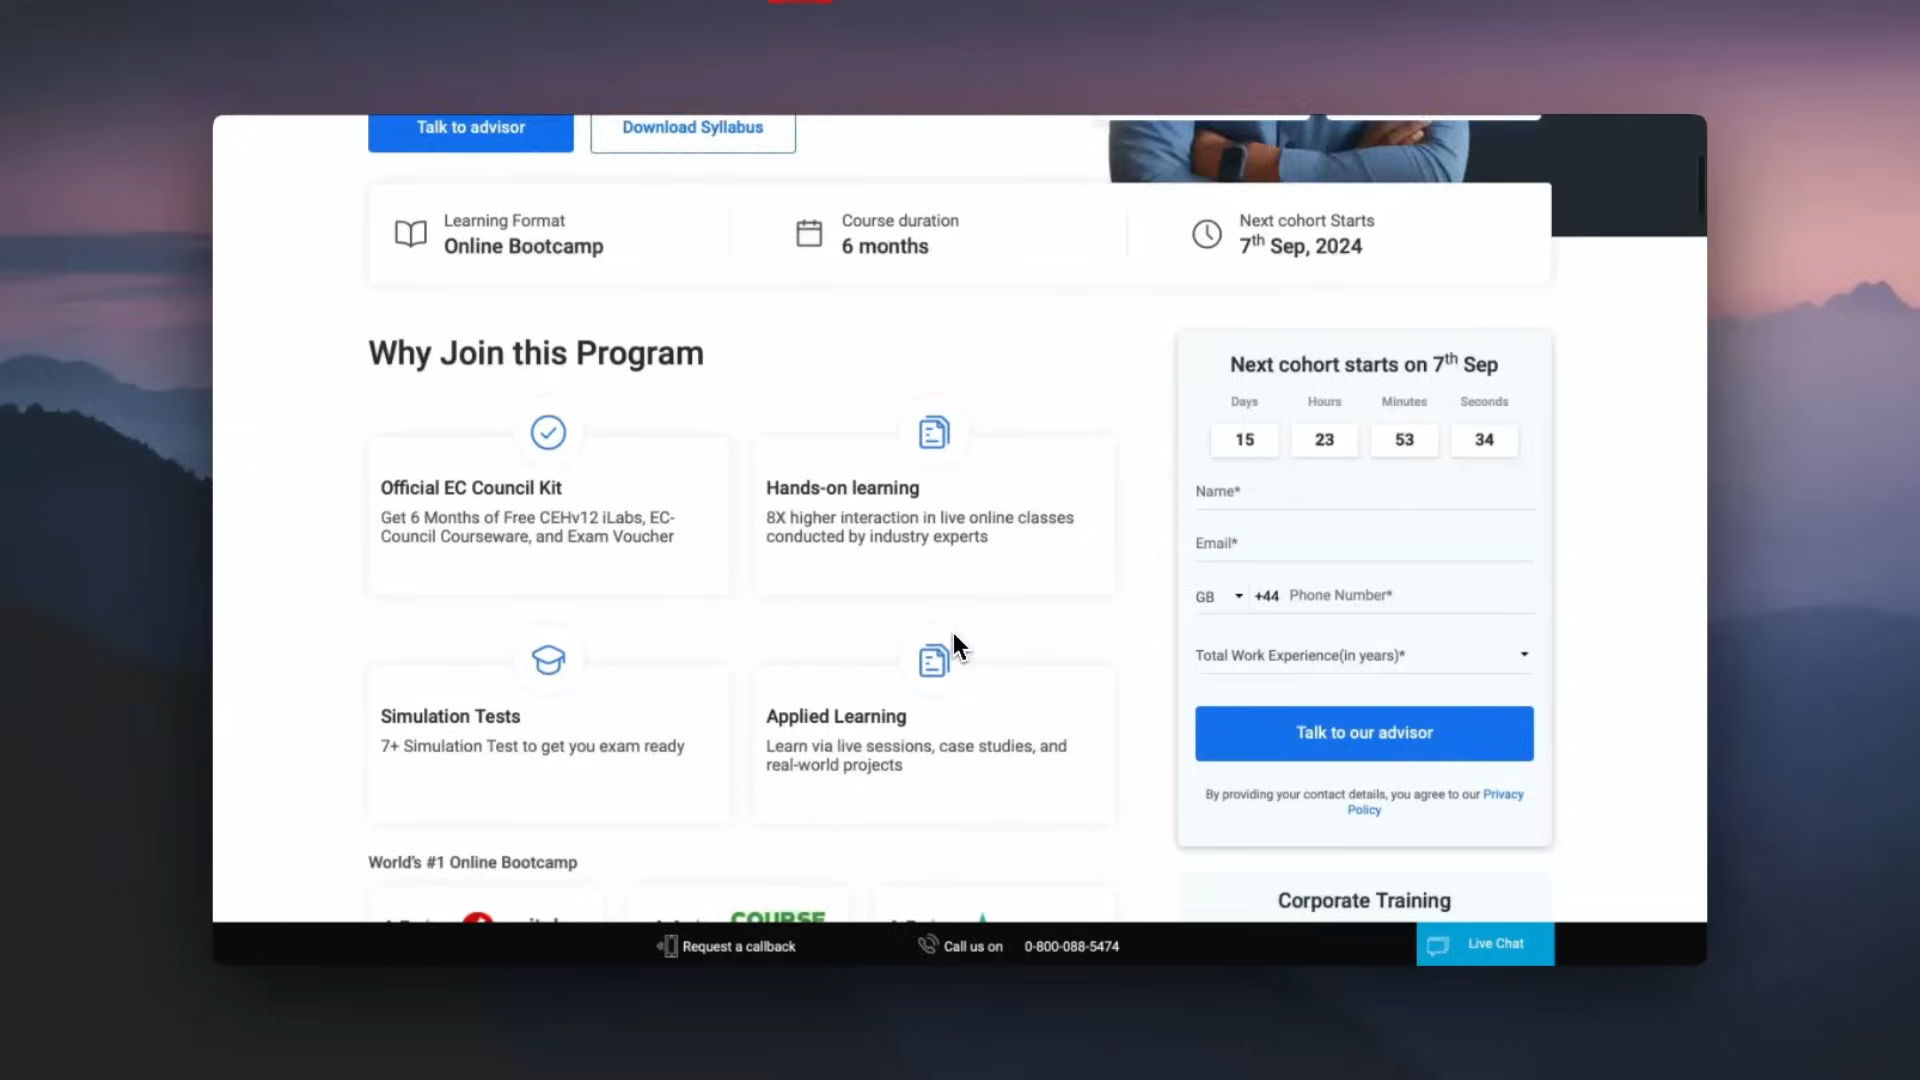 Talk to advisor
Download Syllabus
Learning Format
Online Bootcamp
Course duration
6 months
Next cohort Starts
7th Sep, 2024
Why Join this Program
Official EC Council Kit
Get 6 Months of Free CEHv12 iLabs, EC-
Council Courseware, and Exam Voucher
Hands-on learning
8X higher interaction in live online classes
conducted by industry experts
Simulation Tests
7+ Simulation Test to get you exam ready
Applied Learning
Learn via live sessions, case studies, and
real-world projects
World's #1 Online Bootcamp
COURSE
Next cohort starts on 7th Sep
Days Hours Minutes Seconds
15 23 53 34
Name*
Email*
GB +44 Phone Number*
Total Work Experience(in years)*
Talk to our advisor
By providing your contact details, you agree to our Privacy
Policy
Corporate Training
Request a callback
Call us on 0-800-088-5474
Live Chat